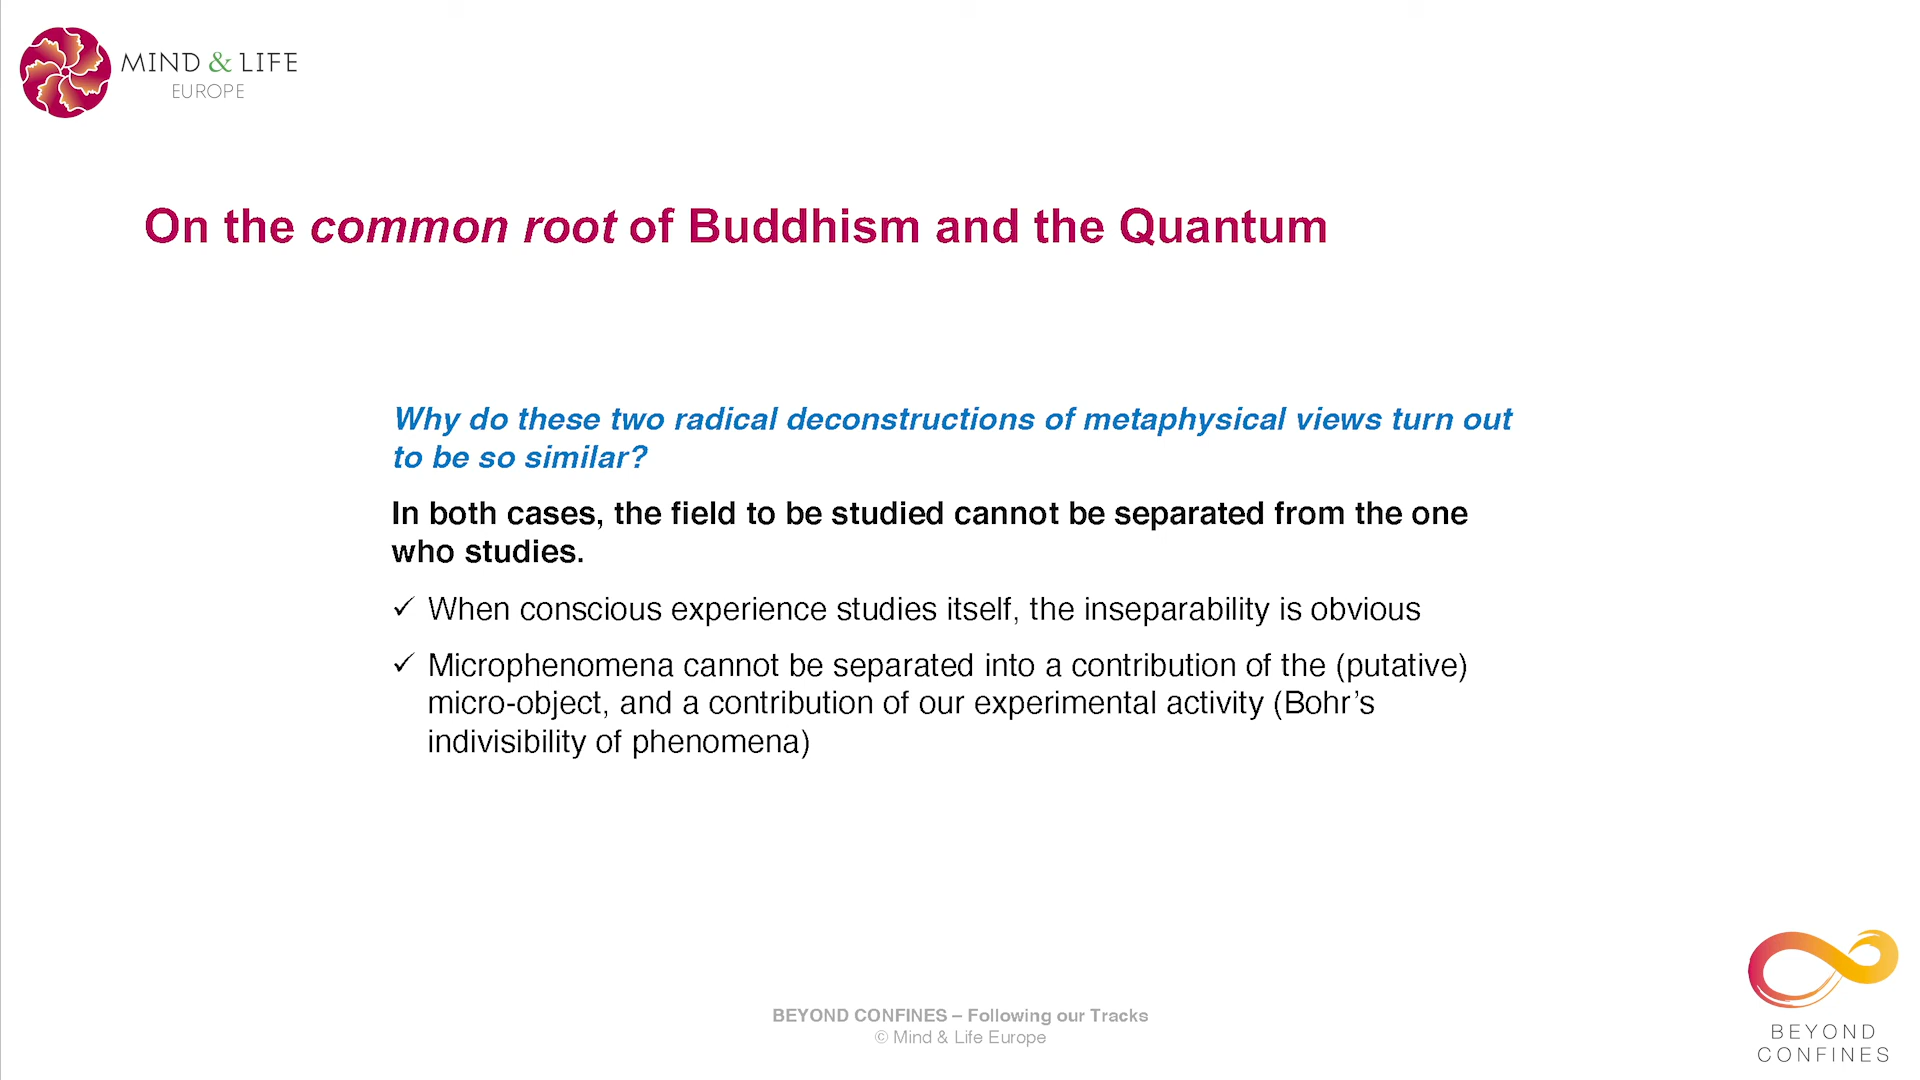 MIND & LIFE
EUROPE
On the common root of Buddhism and the Quantum
Why do these two radical deconstructions of metaphysical views turn out
to be so similar?
In both cases, the field to be studied cannot be separated from the one
who studies.
✓ When conscious experience studies itself, the inseparability is obvious
✓ Microphenomena cannot be separated into a contribution of the (putative)
micro-object, and a contribution of our experimental activity (Bohr’s
indivisibility of phenomena)
BEYOND CONFINES – Following our Tracks
© Mind & Life Europe
BEYOND
CONFINES